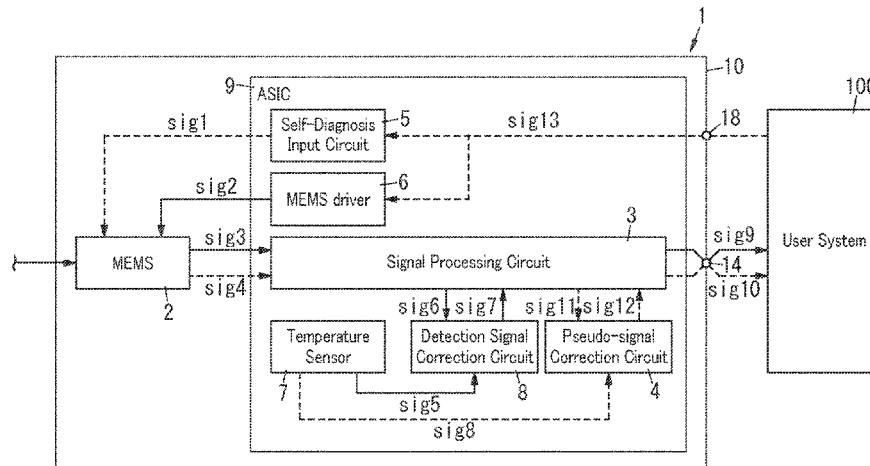 1
10
100
9
ASIC
5
Self-Diagnosis
Input Circuit
sig1
sig13
18
sig2
6
MEMS driver
3
sig3
sig9
MEMS
Signal Processing Circuit
14
User System
sig4
sig10
2
sig6
sig7
sig11
sig12
Temperature
Sensor
Detection Signal
Correction Circuit
Pseudo-signal
Correction Circuit
7
8
4
sig5
sig8